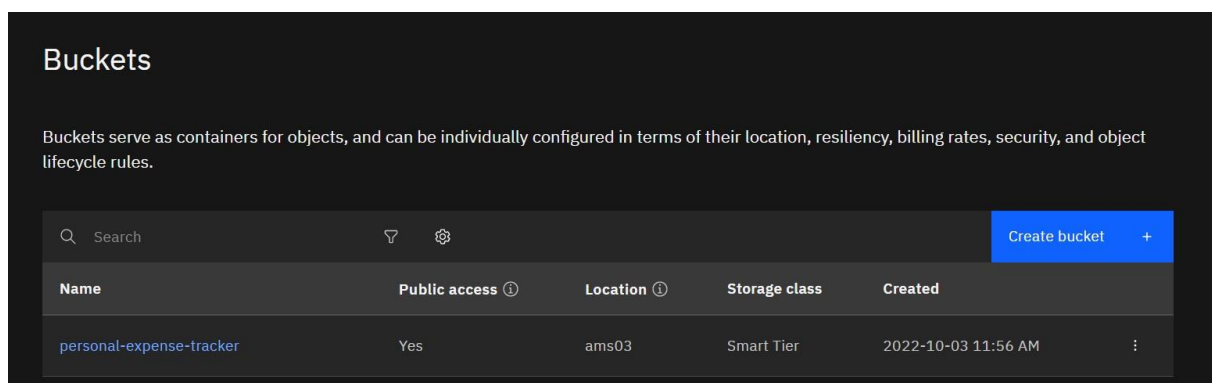 Buckets
Buckets serve as containers for objects, and can be individually configured in terms of their location, resiliency, billing rates, security, and object
lifecycle rules.
Search Create bucket +
Name Public access Location Storage class Created
personal-expense-tracker Yes ams03 Smart Tier 2022-10-03 11:56 AM